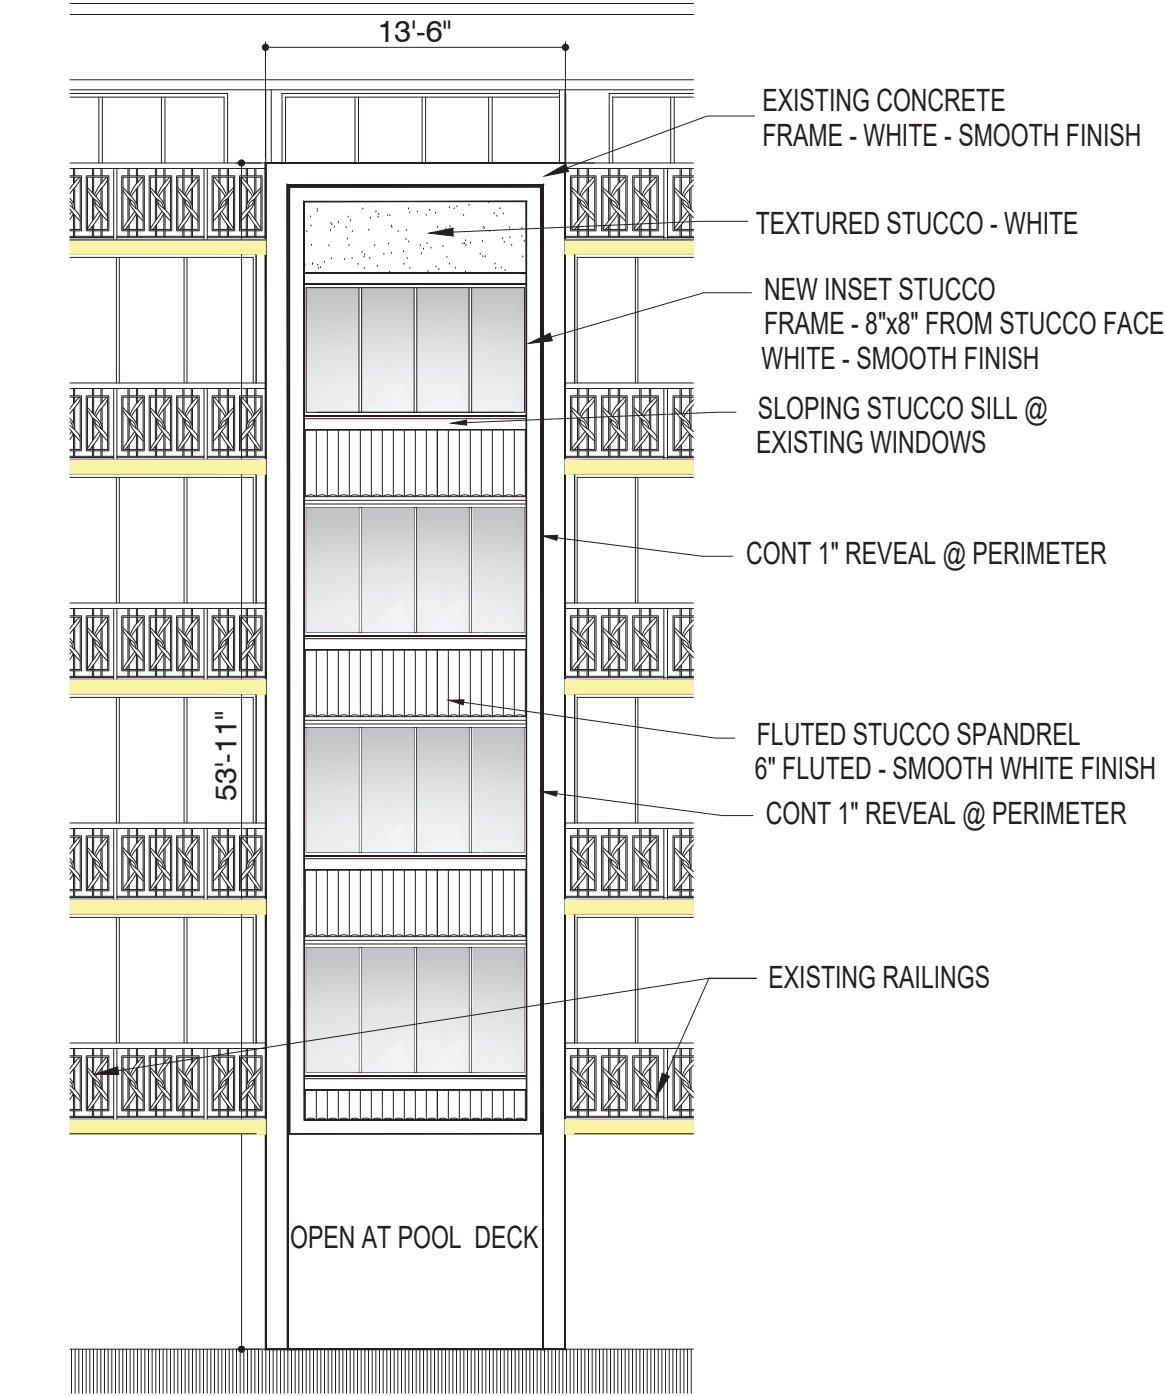 13'-6"
EXISTING CONCRETE
FRAME - WHITE - SMOOTH FINISH
TEXTURED STUCCO - WHITE
NEW INSET STUCCO
FRAME - 8"x8" FROM STUCCO FACE
WHITE - SMOOTH FINISH
SLOPING STUCCO SILL @
EXISTING WINDOWS
CONT 1" REVEAL @ PERIMETER
53'-11"
FLUTED STUCCO SPANDREL
6" FLUTED - SMOOTH WHITE FINISH
CONT 1" REVEAL @ PERIMETER
EXISTING RAILINGS
OPEN AT POOL DECK